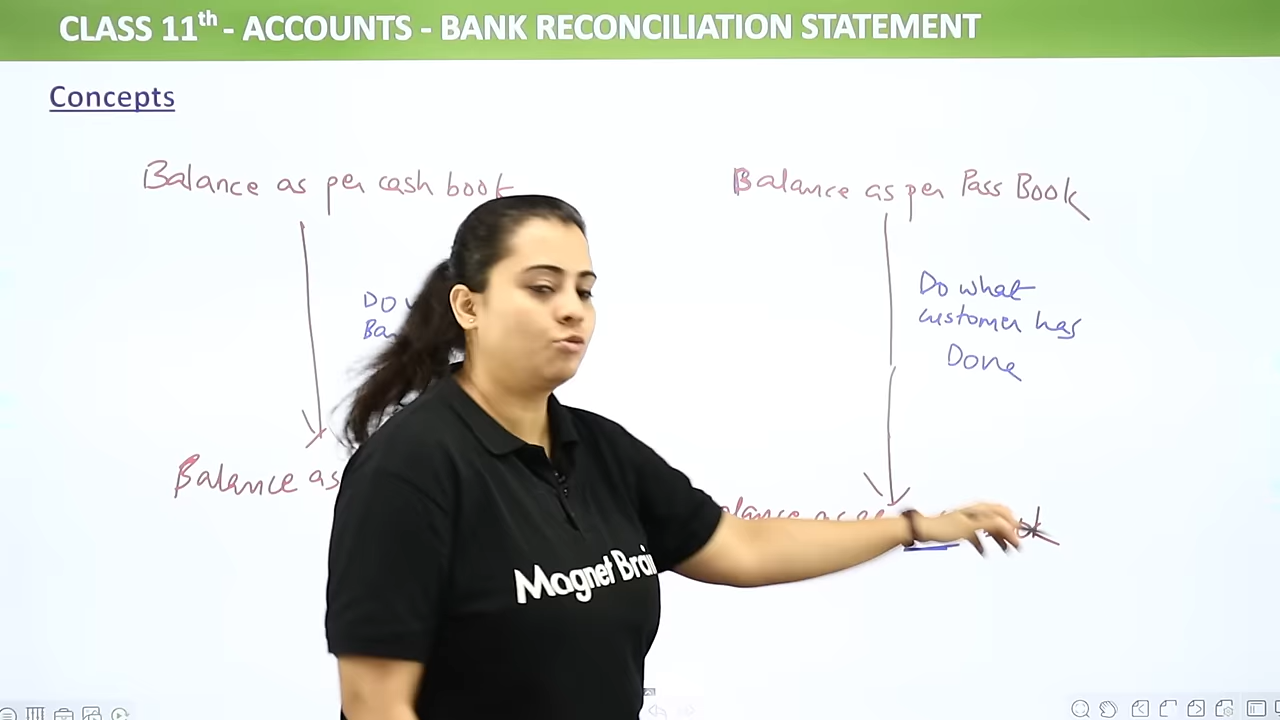 CLASS 11th - ACCOUNTS - BANK RECONCILIATION STATEMENT
Concepts
Balance as per cash book
Do
Balance as
Balance as per Pass Book
Do what
customer has
Done
Magnet Brai